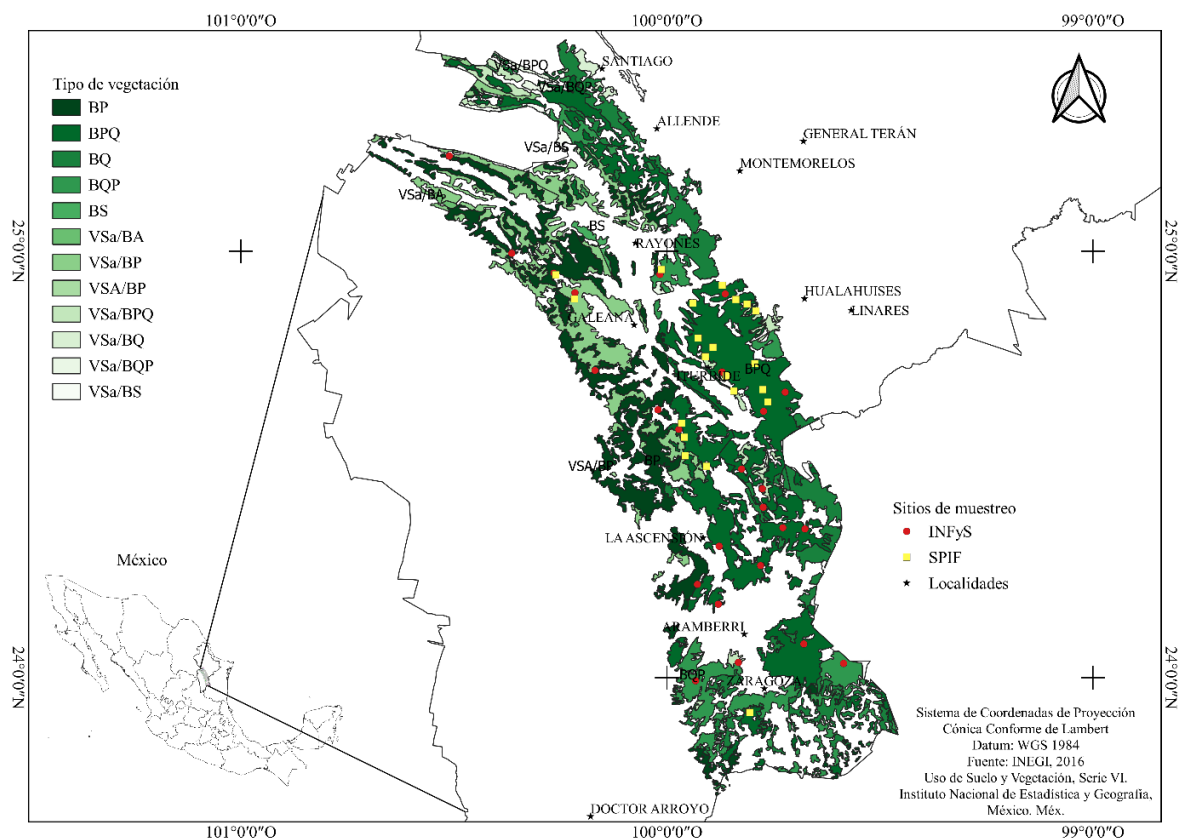 101°0'0"O
100°0'0"O
99°0'0"O
Tipo de vegetación
BP
BPQ
BQ
BQP
BS
VSa/BA
VSa/BP
VSA/BP
VSa/BPQ
VSa/BQ
VSa/BQP
VSa/BS
VSa/BPQ
SANTIAGO
VSa/BQP
ALLENDE
GENERAL TERÁN
VSa/BS
MONTEMORELOS
VSa/BA
BS
RAYONES
25°0'0"N
25°0'0"N
HUALAHUISES
LINARES
GALEANA
ITURBIDE
BPQ
VSA/BP
BP
Sitios de muestreo
INFyS
SPIF
Localidades
LA ASCENSIÓN
México
ARAMBERRI
24°0'0"N
24°0'0"N
BQP
ZARAGOZA
Sistema de Coordenadas de Proyección
Cónica Conforme de Lambert
Datum: WGS 1984
Fuente: INEGI, 2016
Uso de Suelo y Vegetación, Serie VI.
Instituto Nacional de Estadística y Geografía,
México. Méx.
DOCTOR ARROYO
101°0'0"O
100°0'0"O
99°0'0"O